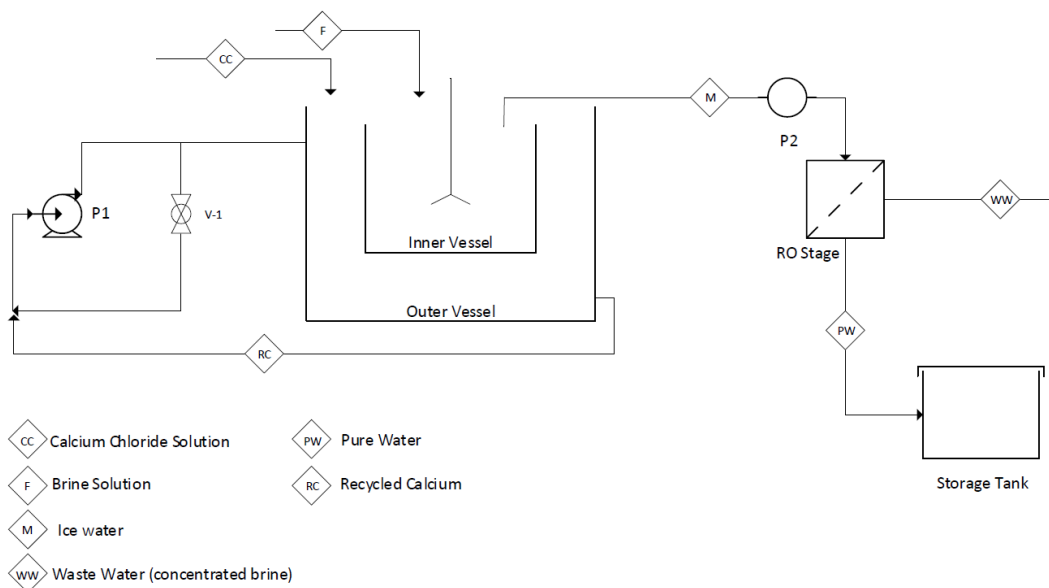 F
CC
M
P2
P1
V-1
Inner Vessel
WW
RO Stage
Outer Vessel
PW
RC
CC Calcium Chloride Solution
PW Pure Water
F Brine Solution
RC Recycled Calcium
Storage Tank
M Ice water
WW Waste Water (concentrated brine)